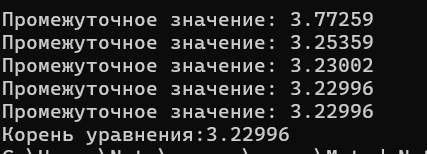 Промежуточное значение: 3.77259
Промежуточное значение: 3.25359
Промежуточное значение: 3.23002
Промежуточное значение: 3.22996
Промежуточное значение: 3.22996
Корень уравнения:3.22996